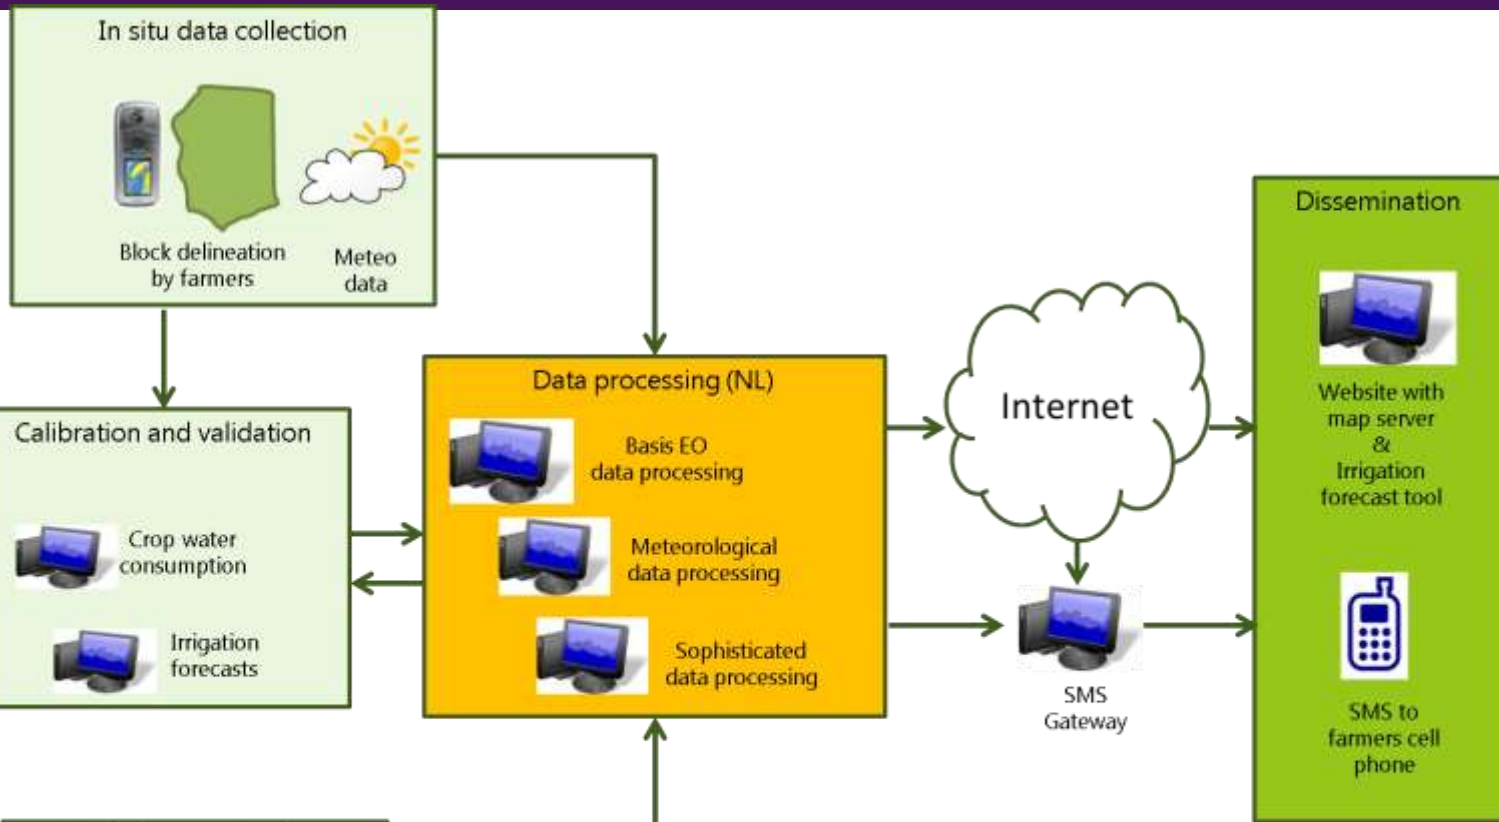 In situ data collection
Block delineation
by farmers
Meteo
data
Calibration and validation
Crop water
consumption
Irrigation
forecasts
Data processing (NL)
Basis EO
data processing
Meteorological
data processing
Sophisticated
data processing
Internet
SMS
Gateway
Dissemination
Website with
map server
&
Irrigation
forecast tool
SMS to
farmers cell
phone